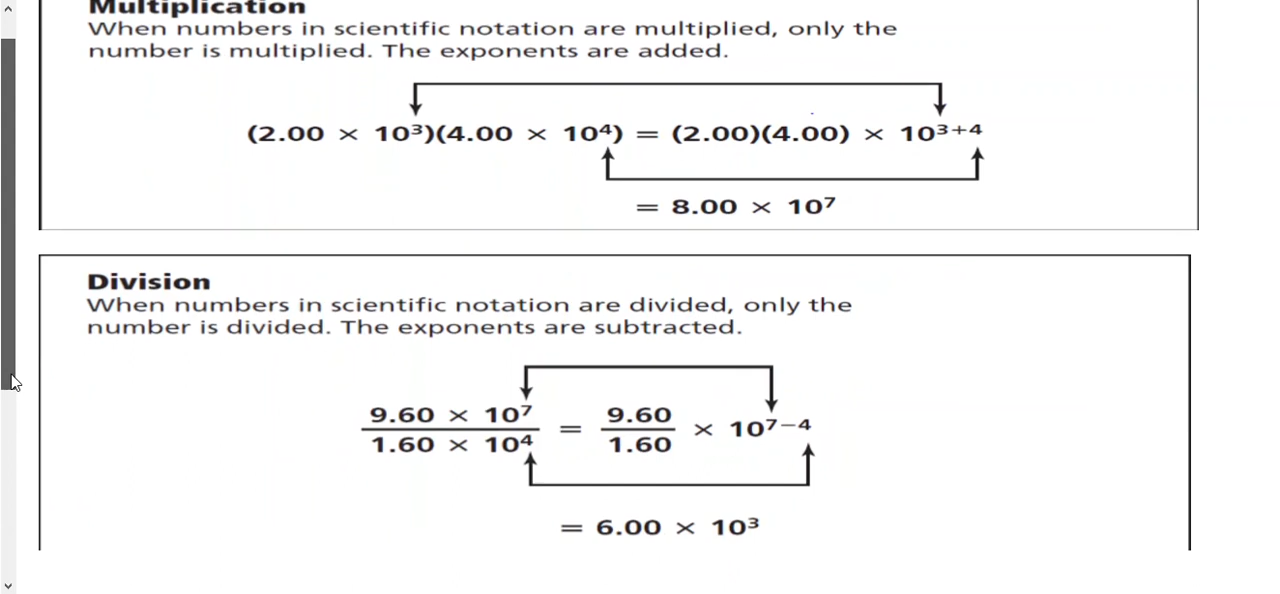 Multiplication
When numbers in scientific notation are multiplied, only the
number is multiplied. The exponents are added.
(2.00 × 10³)(4.00 × 10⁴) = (2.00)(4.00) × 10³⁺⁴
= 8.00 × 10⁷
Division
When numbers in scientific notation are divided, only the
number is divided. The exponents are subtracted.
9.60 × 10⁷ / 1.60 × 10⁴ = 9.60 / 1.60 × 10⁷⁻⁴
= 6.00 × 10³